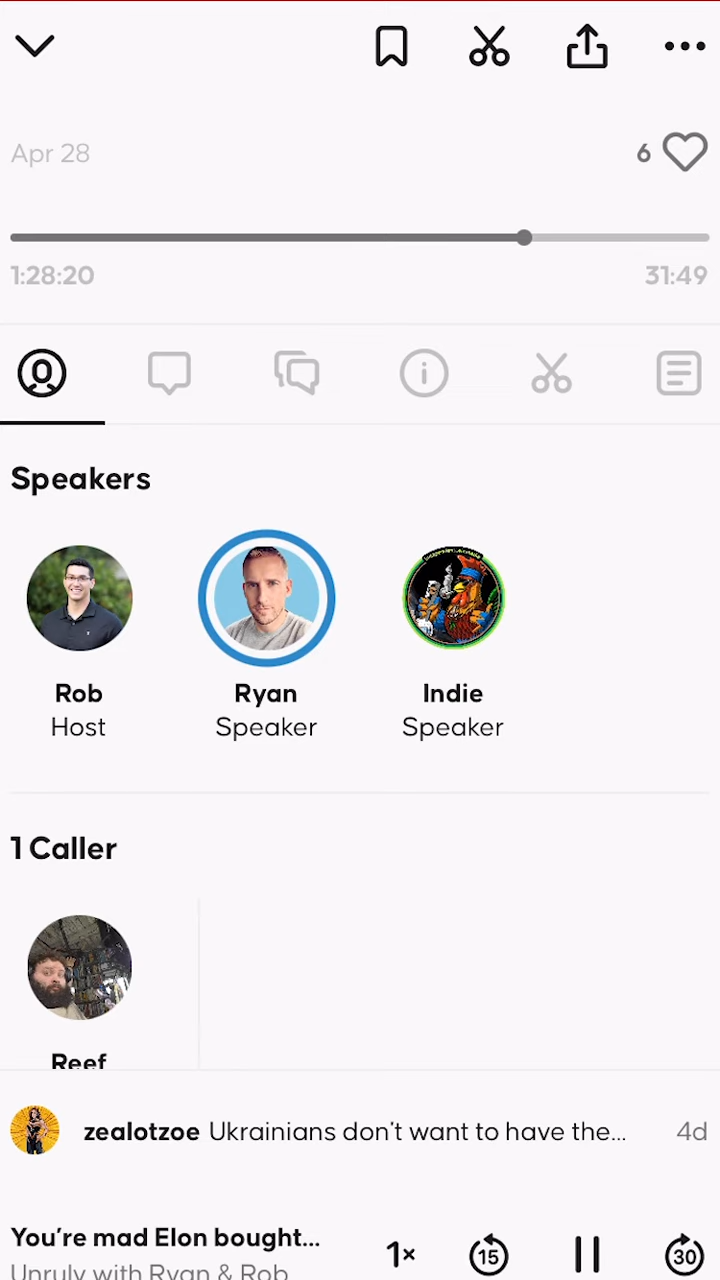 Apr 28
6
1:28:20
31:49
Speakers
Rob
Ryan
Indie
Host
Speaker
Speaker
1 Caller
Reef
zealotzoe Ukrainians don't want to have the... 4d
You're mad Elon bought...
1×
15
30
Unruly with Ryan & Rob